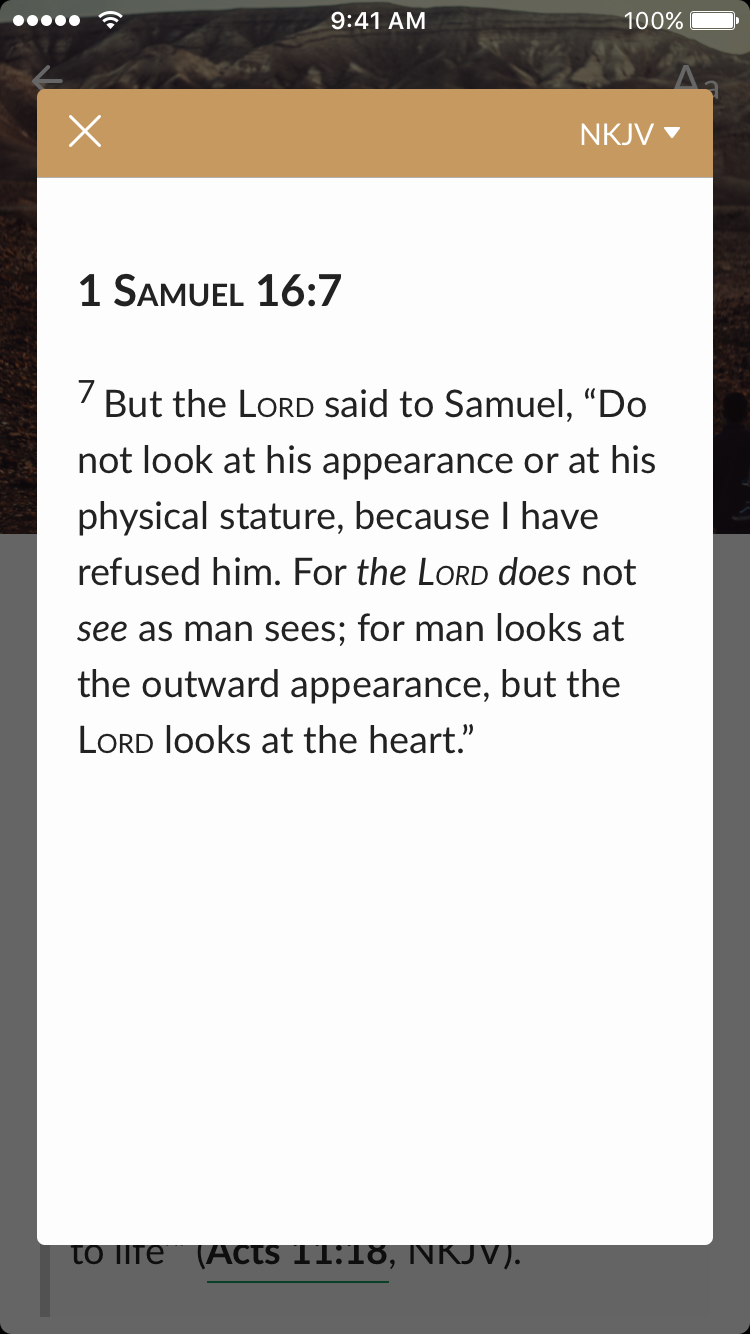 9:41 AM 100%
Aa
NKJV
1 SAMUEL 16:7
7 But the LORD said to Samuel, “Do
not look at his appearance or at his
physical stature, because I have
refused him. For the LORD does not
see as man sees; for man looks at
the outward appearance, but the
LORD looks at the heart.”
to life” (Acts 11:18, NKJV).